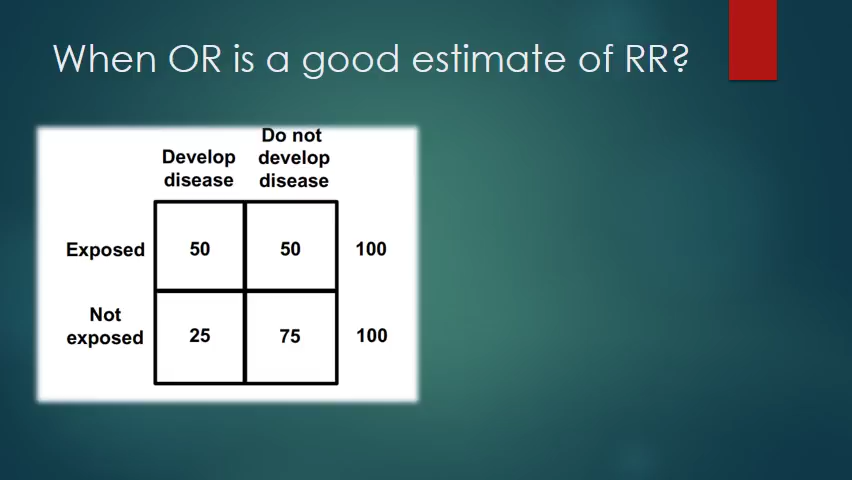 When OR is a good estimate of RR?
Do not
Develop develop
disease disease
Exposed 50 50 100
Not
exposed 25 75 100